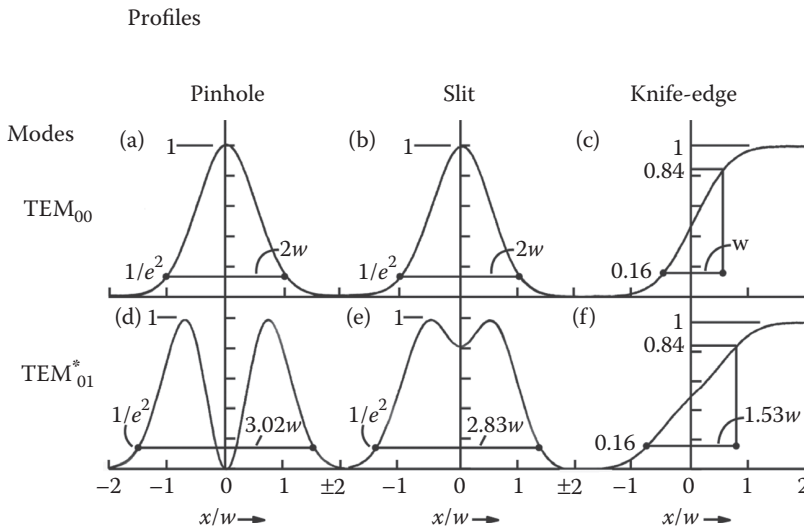 Profiles
Pinhole Slit Knife-edge
Modes
(a) (b) (c)
1 1 1
0.84
TEM₀₀
2w 2w w
1/e² 1/e² 0.16
(d) (e) (f)
1 1 1
0.84
TEM*₀₁
1/e² 3.02w 1/e² 2.83w 1.53w
0.16
−2 −1 0 1 ±2 −1 0 1 ±2 −1 0 1 2
x/w x/w x/w